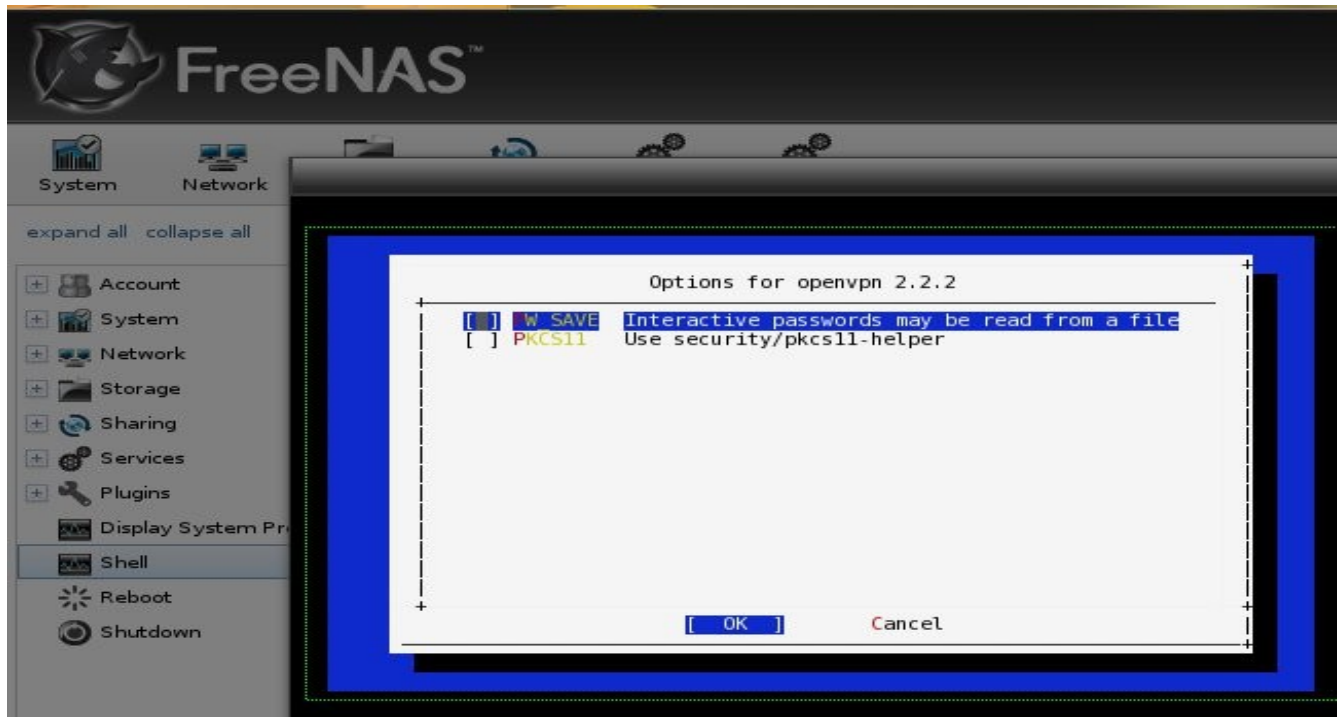 FreeNAS™
System Network
expand all collapse all
Account
System
Network
Storage
Sharing
Services
Plugins
Display System Pr
Shell
Reboot
Shutdown
Options for openvpn 2.2.2
[ ] PW_SAVE Interactive passwords may be read from a file
[ ] PKCS11 Use security/pkcs11-helper
[ OK ] Cancel